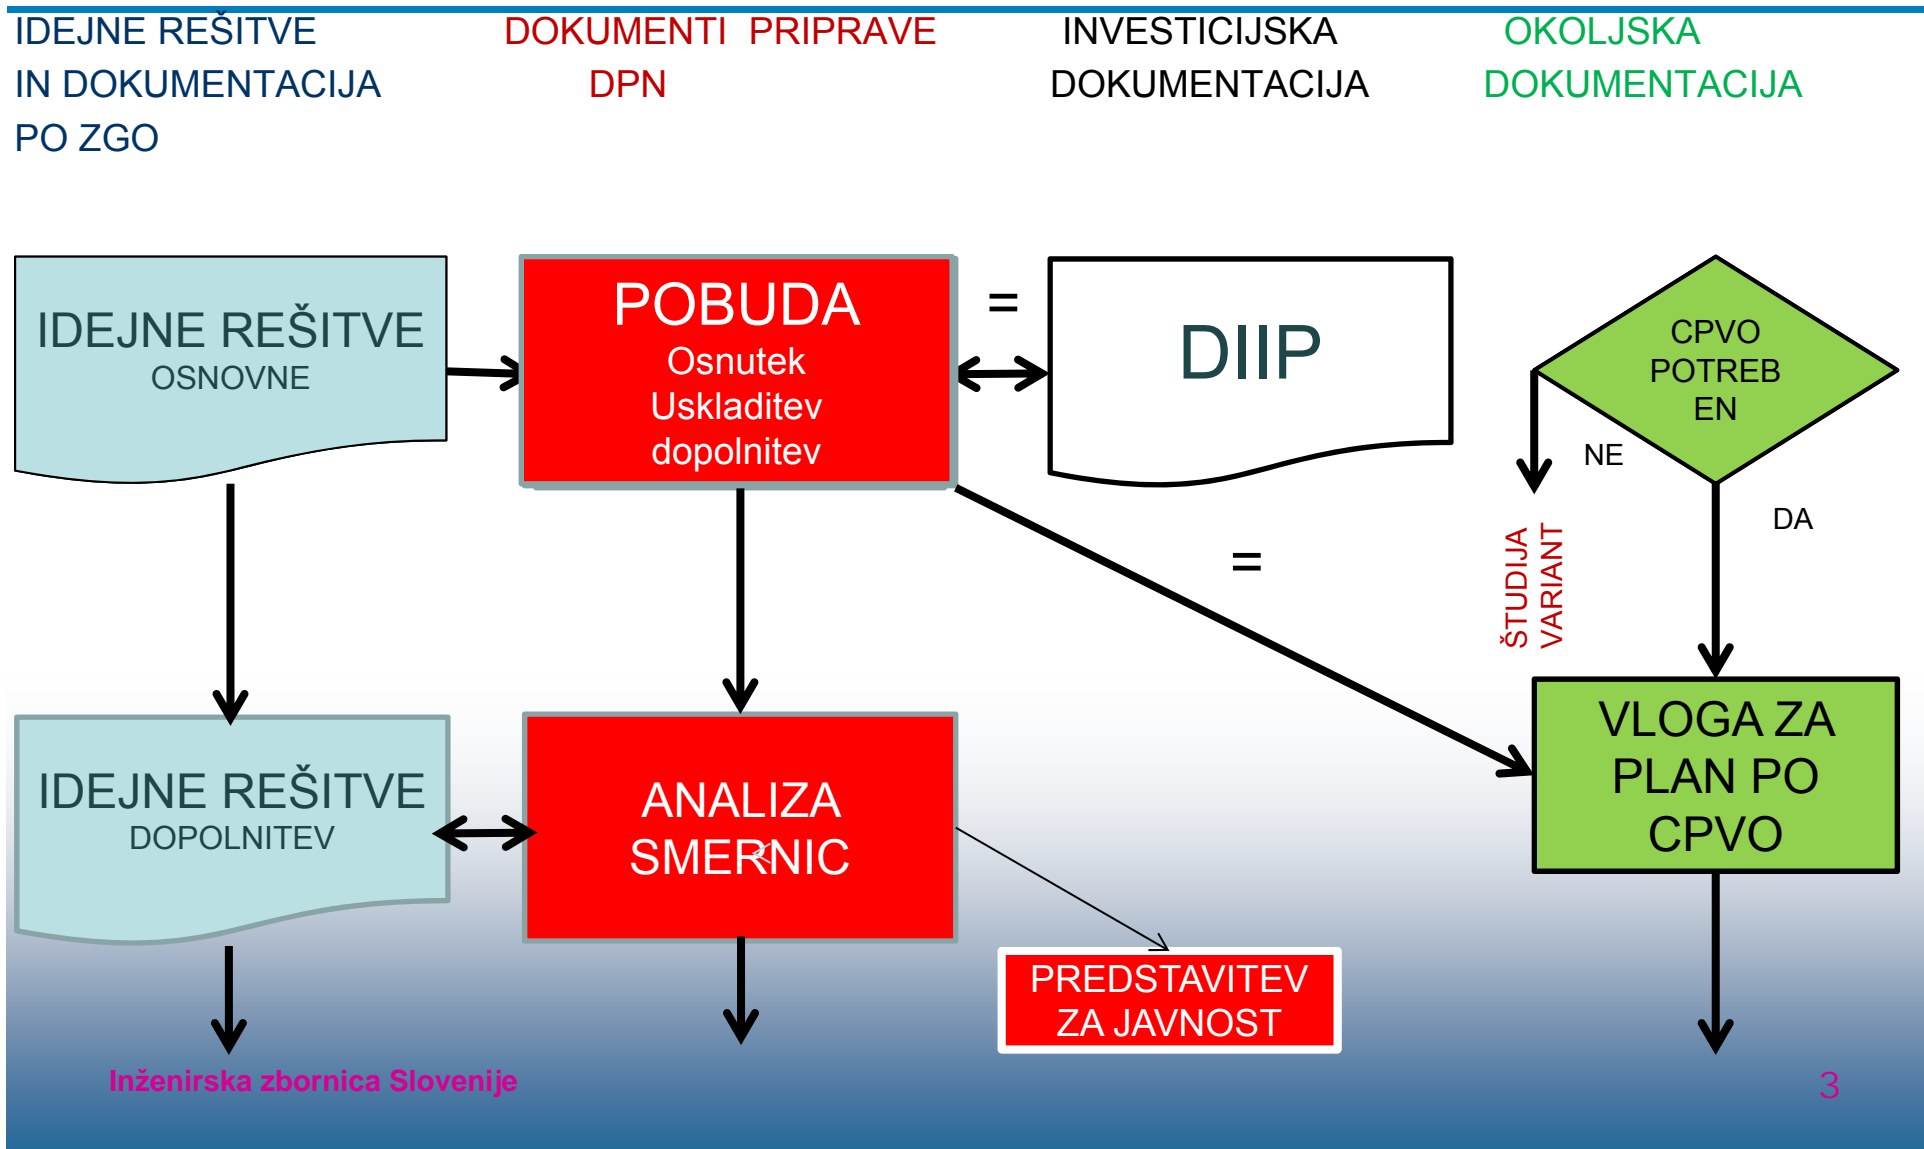 IDEJNE REŠITVE
IN DOKUMENTACIJA
PO ZGO
DOKUMENTI PRIPRAVE
DPN
INVESTICIJSKA
DOKUMENTACIJA
OKOLJSKA
DOKUMENTACIJA
IDEJNE REŠITVE
OSNOVNE
POBUDA
Osnutek
Uskladitev
dopolnitev
=
DIIP
CPVO
POTREB
EN
NE
DA
=
ŠTUDIJA
VARIANT
IDEJNE REŠITVE
DOPOLNITEV
ANALIZA
SMERNIC
VLOGA ZA
PLAN PO
CPVO
PREDSTAVITEV
ZA JAVNOST
Inženirska zbornica Slovenije
3